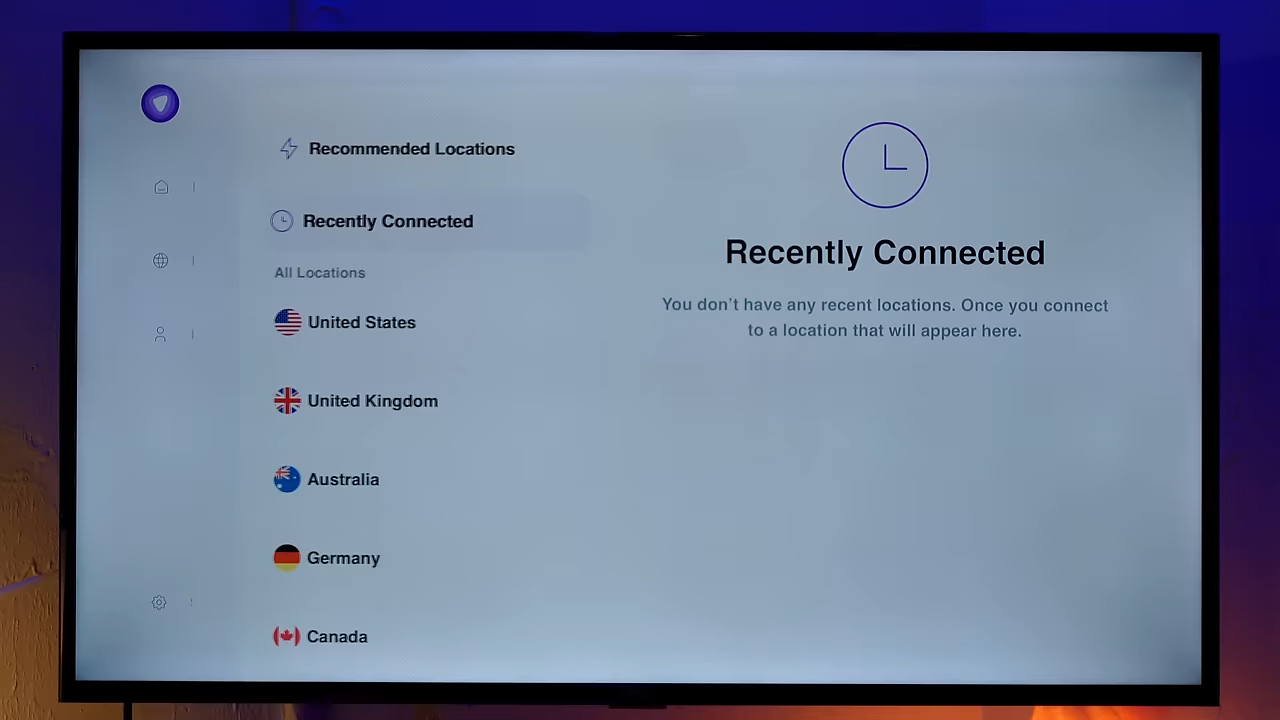 Recommended Locations
Recently Connected
All Locations
United States
United Kingdom
Australia
Germany
Canada
Recently Connected
You don't have any recent locations. Once you connect
to a location that will appear here.